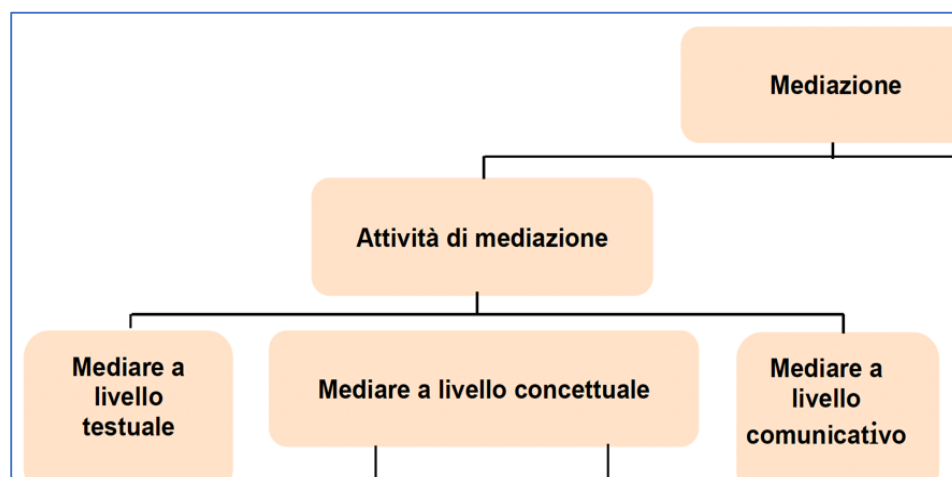 Mediazione
Attività di mediazione
Mediare a
livello
testuale
Mediare a livello concettuale
Mediare a
livello
comunicativo